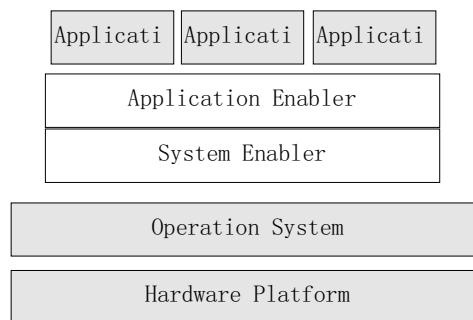 Applicati Applicati Applicati
Application Enabler
System Enabler
Operation System
Hardware Platform